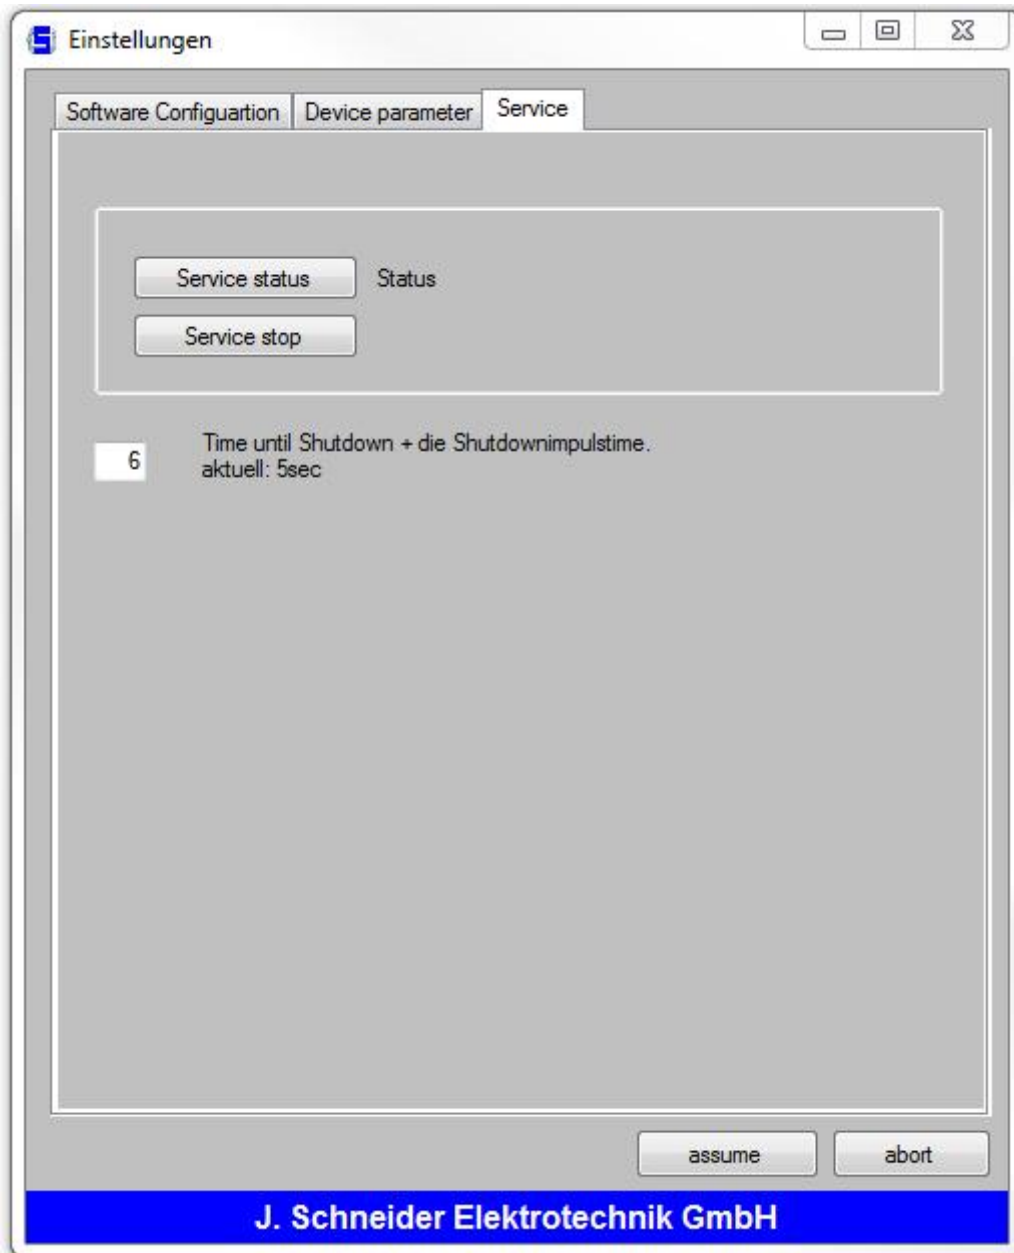 Einstellungen
Software Configuartion Device parameter Service
Service status Status
Service stop
6 Time until Shutdown + die Shutdownimpulstime.
aktuell: 5sec
assume abort
J. Schneider Elektrotechnik GmbH